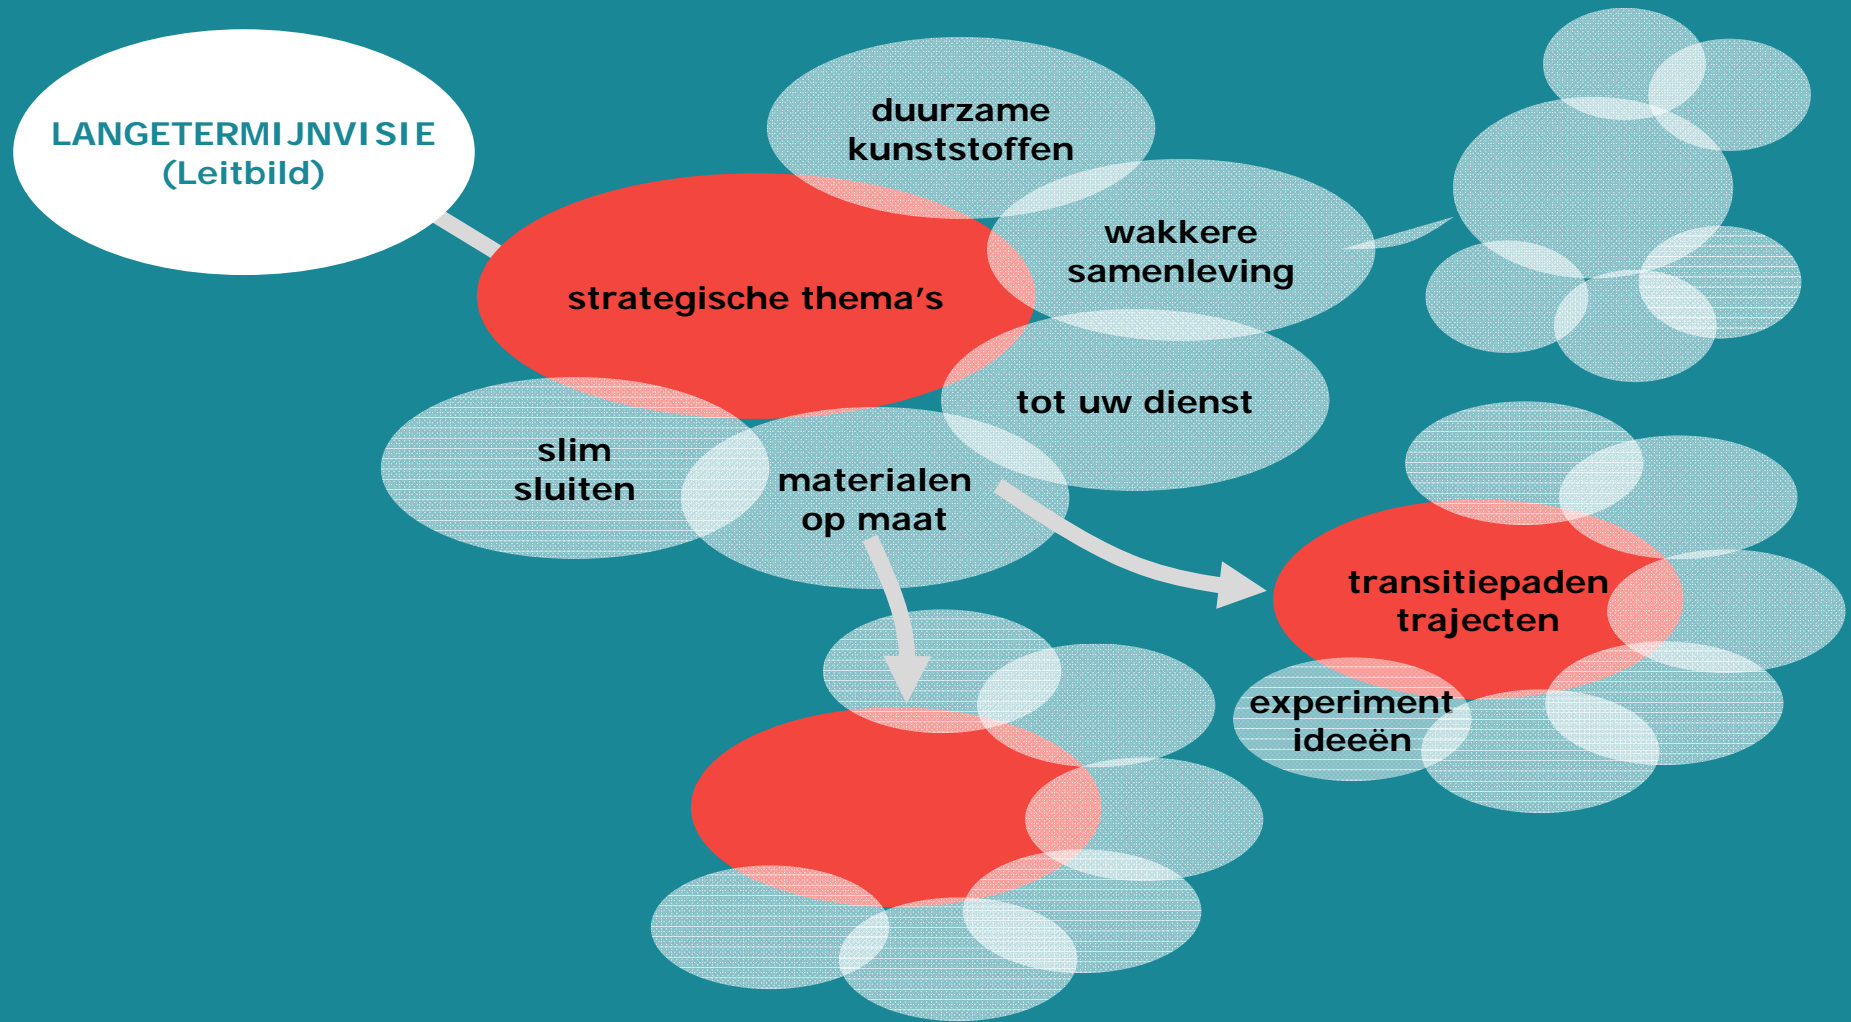 LANGETERMIJNVISIE
(Leitbild)
duurzame
kunststoffen
wakkere
samenleving
strategische thema’s
tot uw dienst
slim
sluiten
materialen
op maat
transitiepaden
trajecten
experiment
ideeën